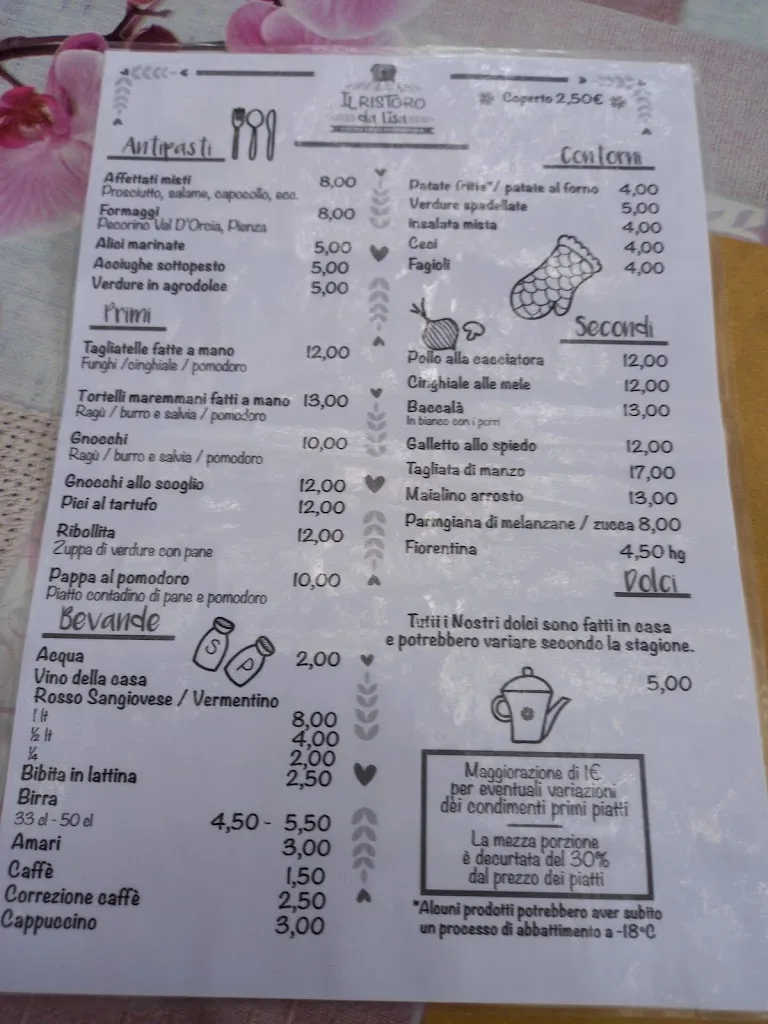 IL RISTORO
da Lisa
Coperto 2,50€
Antipasti
Affettati misti 8,00
Prosciutto, salame, capocollo, ecc.
Formaggi 8,00
Pecorino Val D'Orcia, Pienza
Alici marinate 5,00
Acciughe sottopesto 5,00
Verdure in agrodolce 5,00
Primi
Tagliatelle fatte a mano 12,00
Funghi /cinghiale / pomodoro
Tortelli maremmani fatti a mano 13,00
Ragù / burro e salvia / pomodoro
Gnocchi 10,00
Ragù / burro e salvia / pomodoro
Gnocchi allo scoglio 12,00
Pici al tartufo 12,00
Ribollita 12,00
Zuppa di verdure con pane
Pappa al pomodoro 10,00
Piatto contadino di pane e pomodoro
Bevande
S P
Acqua 2,00
Vino della casa
Rosso Sangiovese / Vermentino
1 lt 8,00
½ lt 4,00
¼ 2,00
Bibita in lattina 2,50
Birra
33 cl - 50 cl 4,50 - 5,50
Amari 3,00
Caffè 1,50
Correzione caffè 2,50
Cappuccino 3,00
Contorni
Patate fritte*/ patate al forno 4,00
Verdure spadellate 5,00
insalata mista 4,00
Ceci 4,00
Fagioli 4,00
Secondi
Pollo alla cacciatora 12,00
Cinghiale alle mele 12,00
Baccalà 13,00
In bianco con i porri
Galletto allo spiedo 12,00
Tagliata di manzo 17,00
Maialino arrosto 13,00
Parmigiana di melanzane / zucca 8,00
Fiorentina 4,50 hg
Dolci
Tutti i Nostri dolci sono fatti in casa
e potrebbero variare secondo la stagione.
5,00
Maggiorazione di 1€
per eventuali variazioni
dei condimenti primi piatti
La mezza porzione
è decurtata del 30%
dal prezzo dei piatti
*Alcuni prodotti potrebbero aver subito
un processo di abbattimento a -18°C